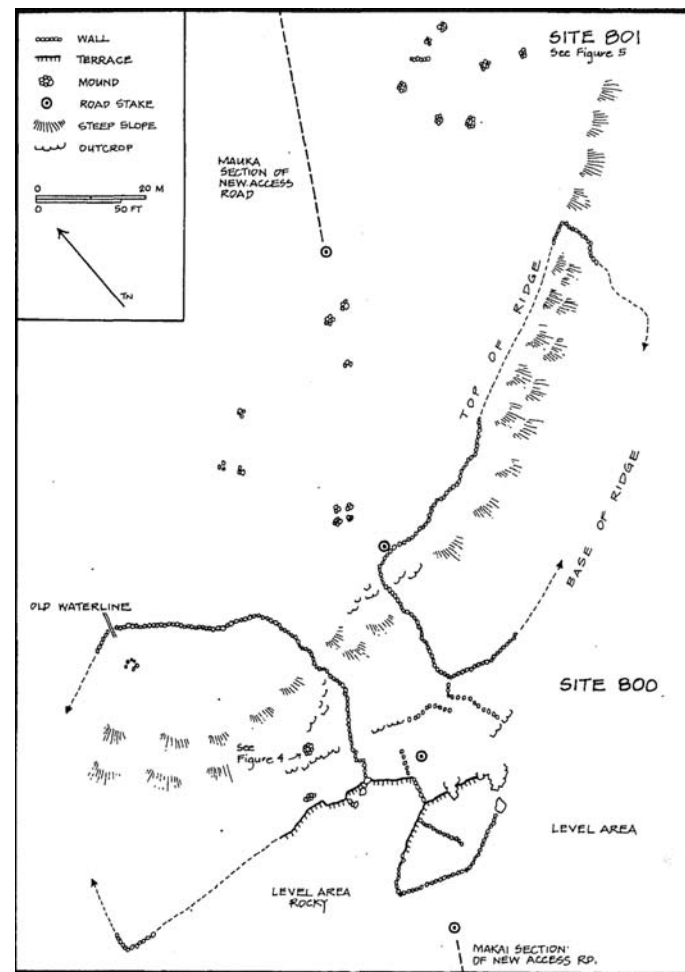 WALL
TERRACE
MOUND
ROAD STAKE
STEEP SLOPE
OUTCROP
0 20 M
0 50 FT
TN
SITE 801
See Figure 5
MAUKA
SECTION OF
NEW ACCESS
ROAD
TOP OF RIDGE
BASE OF RIDGE
OLD WATERLINE
SITE 800
See
Figure 4
LEVEL AREA
LEVEL AREA
ROCKY
MAKAI SECTION
OF NEW ACCESS RD.